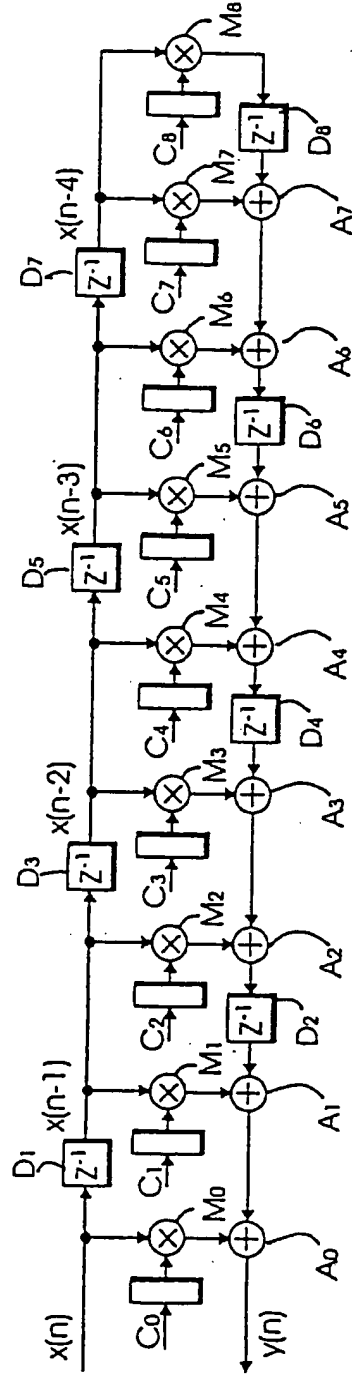 x(n)
D1
Z-1
x(n-1)
D3
Z-1
x(n-2)
D5
Z-1
x(n-3)
D7
Z-1
x(n-4)
C0
M0
C1
M1
C2
M2
C3
M3
C4
M4
C5
M5
C6
M6
C7
M7
C8
M8
y(n)
A0
A1
Z-1
D2
A2
A3
Z-1
D4
A4
A5
Z-1
D6
A6
A7
Z-1
D8